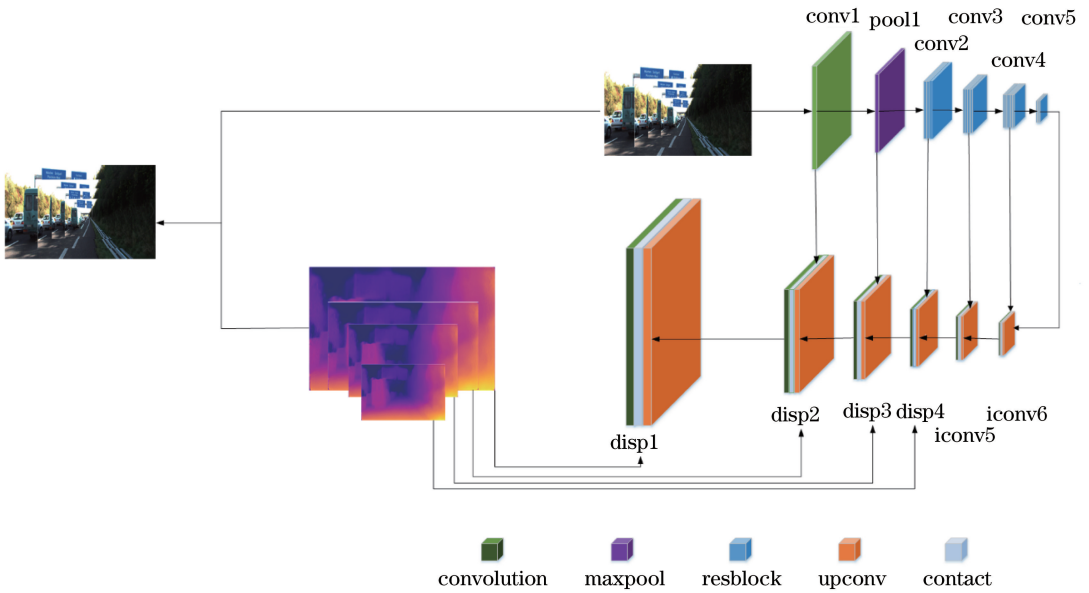 conv1
pool1
conv2
conv3
conv4
conv5
disp1
disp2
disp3
disp4
iconv5
iconv6
convolution
maxpool
resblock
upconv
contact